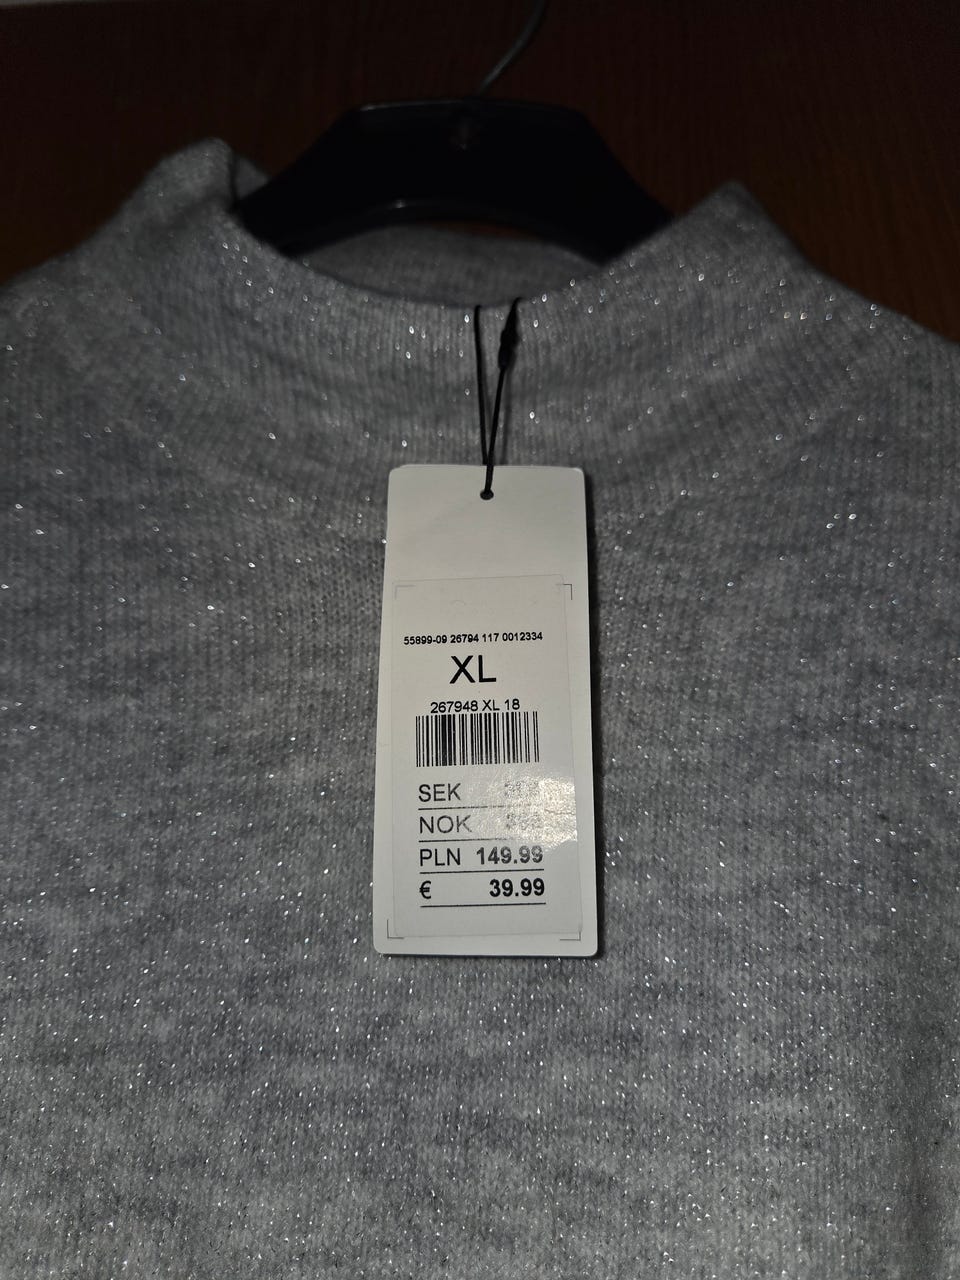 55899-09 26794 117 0012334
XL
267948 XL 18
SEK
NOK
PLN 149.99
€ 39.99